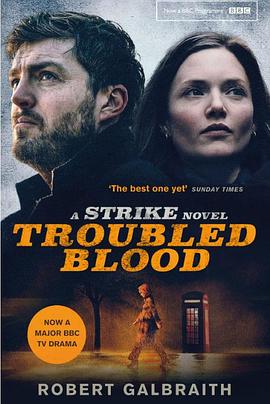 Now a BBC Programme BBC
'The best one yet' SUNDAY TIMES
A STRIKE NOVEL
TROUBLED
BLOOD
NOW A
MAJOR BBC
TV DRAMA
ROBERT GALBRAITH